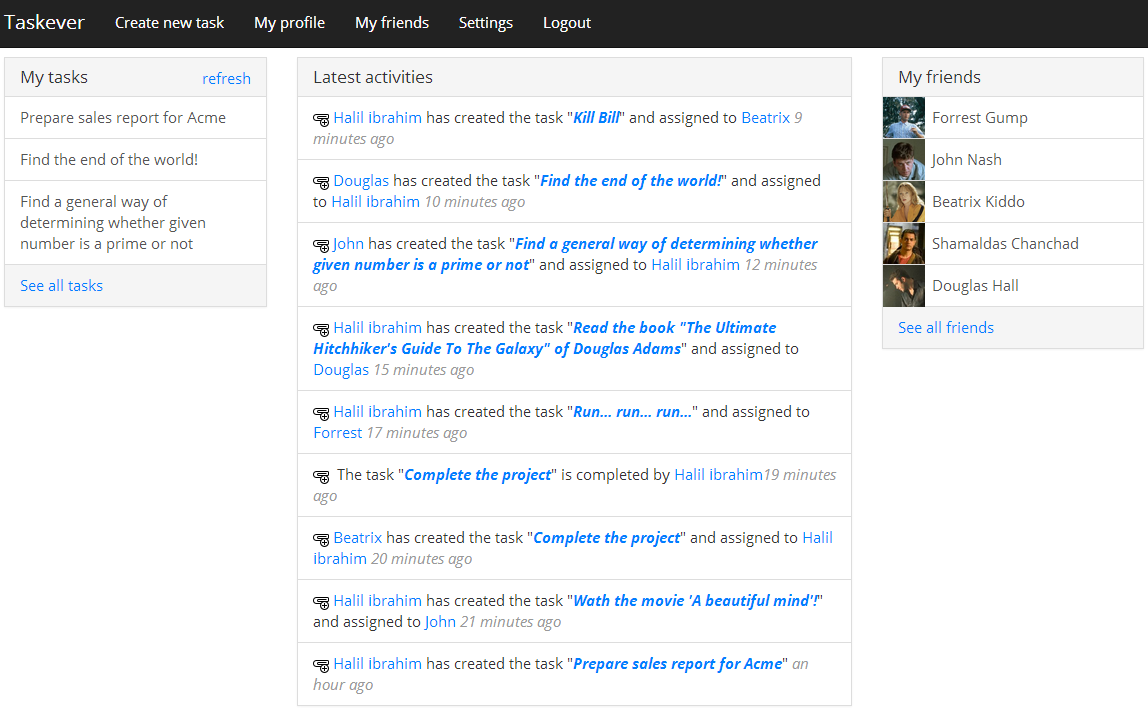 Taskever Create new task My profile My friends Settings Logout
My tasks refresh
Prepare sales report for Acme
Find the end of the world!
Find a general way of
determining whether given
number is a prime or not
See all tasks
Latest activities
Halil ibrahim has created the task "Kill Bill" and assigned to Beatrix 9
minutes ago
Douglas has created the task "Find the end of the world!" and assigned
to Halil ibrahim 10 minutes ago
John has created the task "Find a general way of determining whether
given number is a prime or not" and assigned to Halil ibrahim 12 minutes
ago
Halil ibrahim has created the task "Read the book "The Ultimate
Hitchhiker's Guide To The Galaxy" of Douglas Adams" and assigned to
Douglas 15 minutes ago
Halil ibrahim has created the task "Run... run... run..." and assigned to
Forrest 17 minutes ago
The task "Complete the project" is completed by Halil ibrahim19 minutes
ago
Beatrix has created the task "Complete the project" and assigned to Halil
ibrahim 20 minutes ago
Halil ibrahim has created the task "Wath the movie 'A beautiful mind'!"
and assigned to John 21 minutes ago
Halil ibrahim has created the task "Prepare sales report for Acme" an
hour ago
My friends
Forrest Gump
John Nash
Beatrix Kiddo
Shamaldas Chanchad
Douglas Hall
See all friends